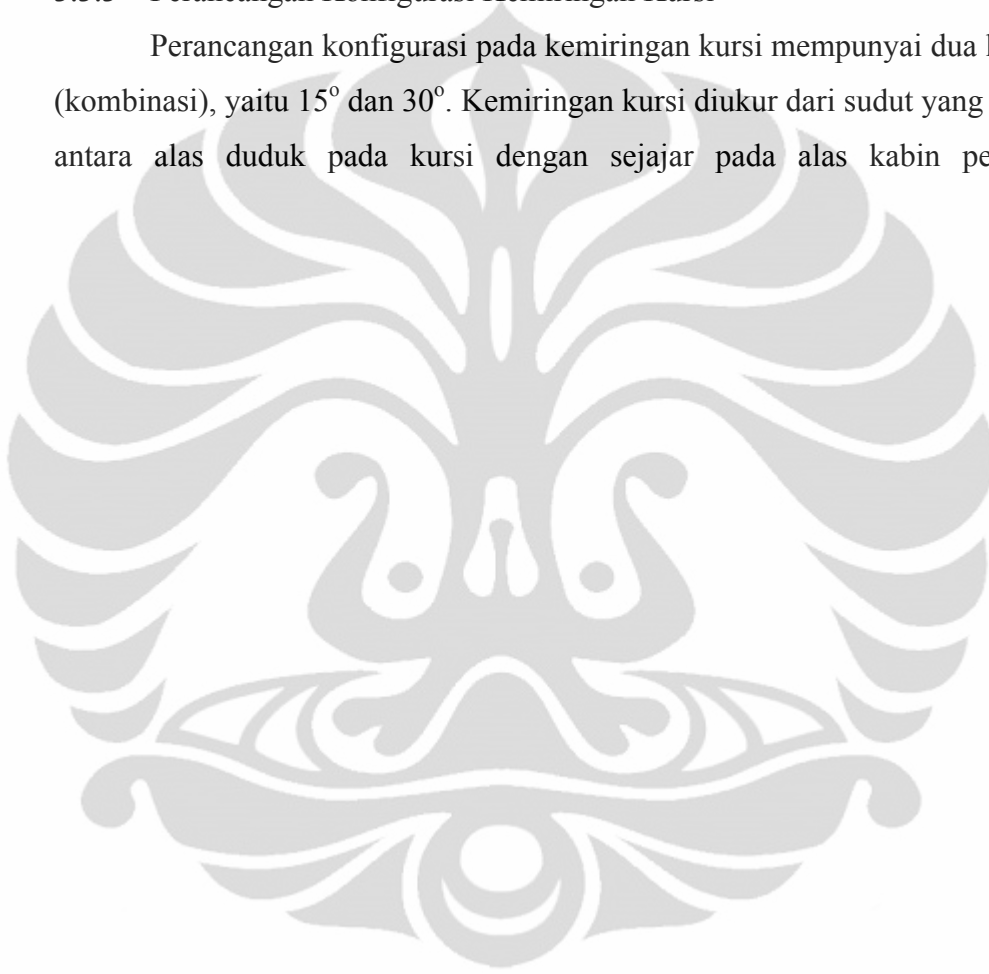 Perancangan konfigurasi pada kemiringan kursi mempunyai dua
(kombinasi), yaitu 15° dan 30°. Kemiringan kursi diukur dari sudut yang
antara alas duduk pada kursi dengan sejajar pada alas kabin